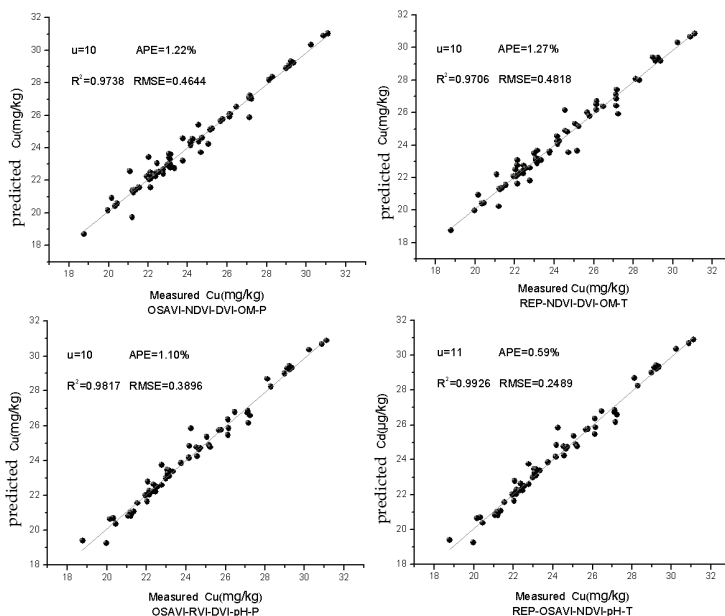 u=10 APE=1.22%
R²=0.9738 RMSE=0.4644
predicted Cu(mg/kg)
32
30
28
26
24
22
20
18
18 20 22 24 26 28 30 32
Measured Cu(mg/kg)
OSAVI-NDVI-DVI-OM-P
u=10 APE=1.27%
R²=0.9706 RMSE=0.4818
predicted Cu(mg/kg)
32
30
28
26
24
22
20
18
18 20 22 24 26 28 30 32
Measured Cu(mg/kg)
REP-NDVI-DVI-OM-T
u=10 APE=1.10%
R²=0.9817 RMSE=0.3896
predicted Cu(mg/kg)
32
30
28
26
24
22
20
18
18 20 22 24 26 28 30 32
Measured Cu(mg/kg)
OSAVI-RVI-DVI-pH-P
u=11 APE=0.59%
R²=0.9926 RMSE=0.2489
predicted Cd(μg/kg)
32
30
28
26
24
22
20
18
18 20 22 24 26 28 30 32
Measured Cu(mg/kg)
REP-OSAVI-NDVI-pH-T